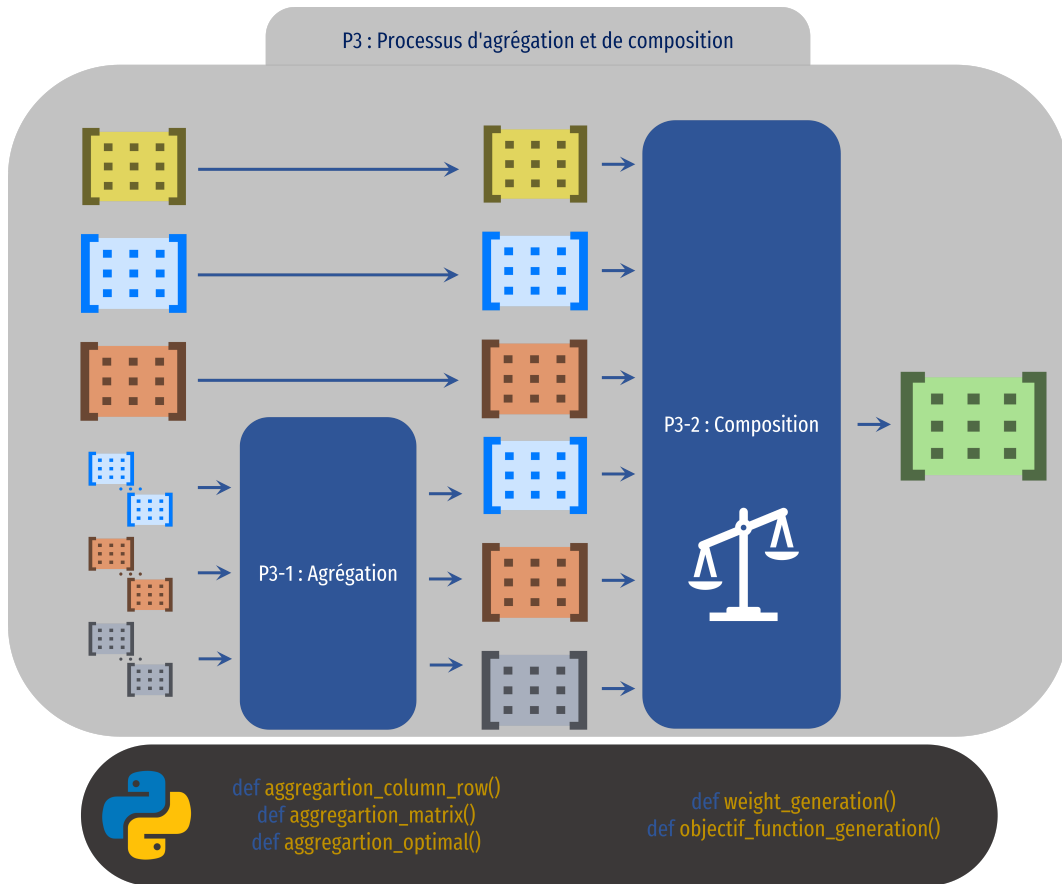 P3 : Processus d'agrégation et de composition
P3-2 : Composition
P3-1 : Agrégation
def aggregartion_column_row()
def aggregartion_matrix()
def aggregartion_optimal()
def weight_generation()
def objectif_function_generation()